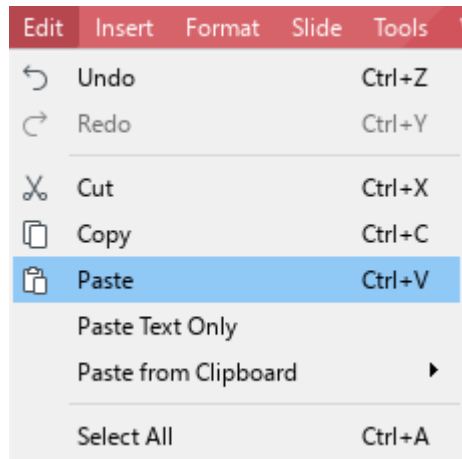 Edit Insert Format Slide Tools
Undo Ctrl+Z
Redo Ctrl+Y
Cut Ctrl+X
Copy Ctrl+C
Paste Ctrl+V
Paste Text Only
Paste from Clipboard
Select All Ctrl+A